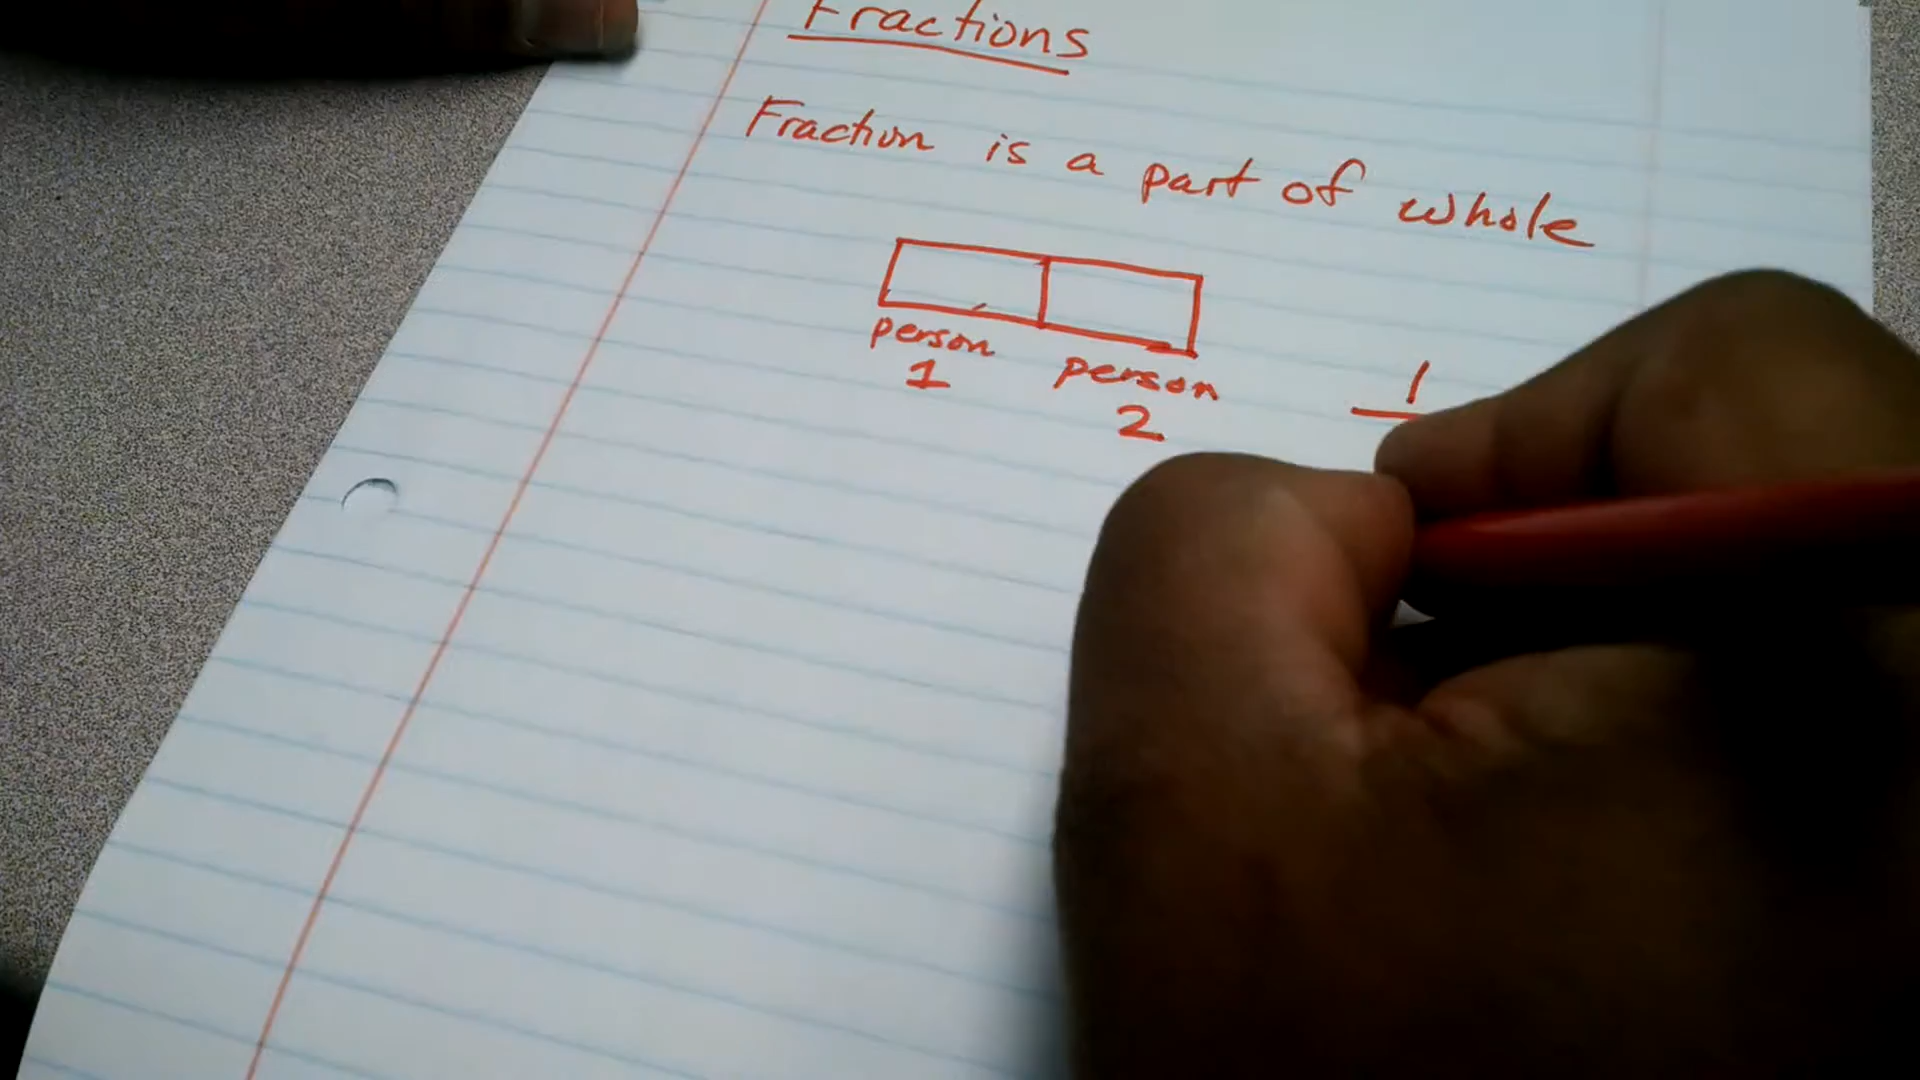 Fractions
Fraction is a part of whole
person person
1 2
1